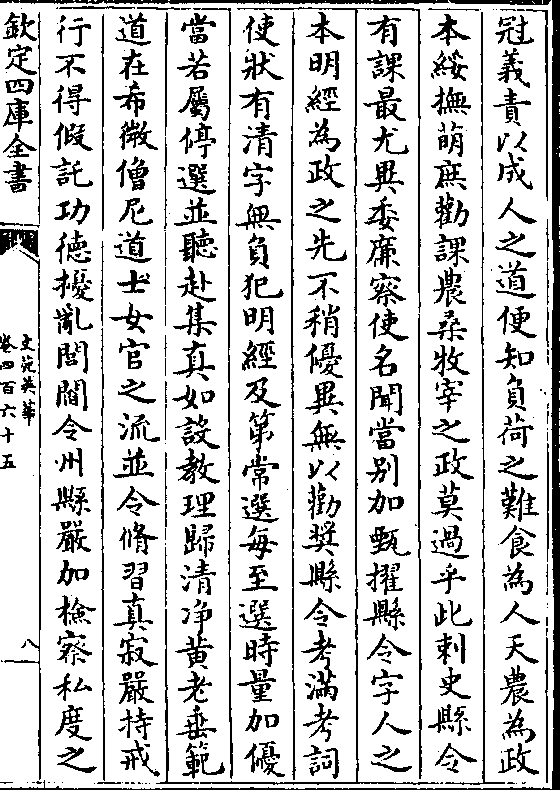 冠義責以成人之道便知負荷之難食為人天農為政
本綏撫萌庶勸課農桑牧宰之政莫過乎此刺史縣令
有課最尤異委廉察使名聞當别加甄擢縣令字人之
本明經為政之先不稍優異無以勸奨縣令考滿考詞
使狀有清字無負犯明經及第常選每至選時量加優
當若屬停選並聽赴集真如設教理歸清净黄老垂範
道在希微僧尼道士女官之流並令脩習真寂嚴持戒
行不得假託功徳擾亂閭閻令州縣嚴加檢察私度之
欽定四庫全書
文苑英華
卷四百六十五
八